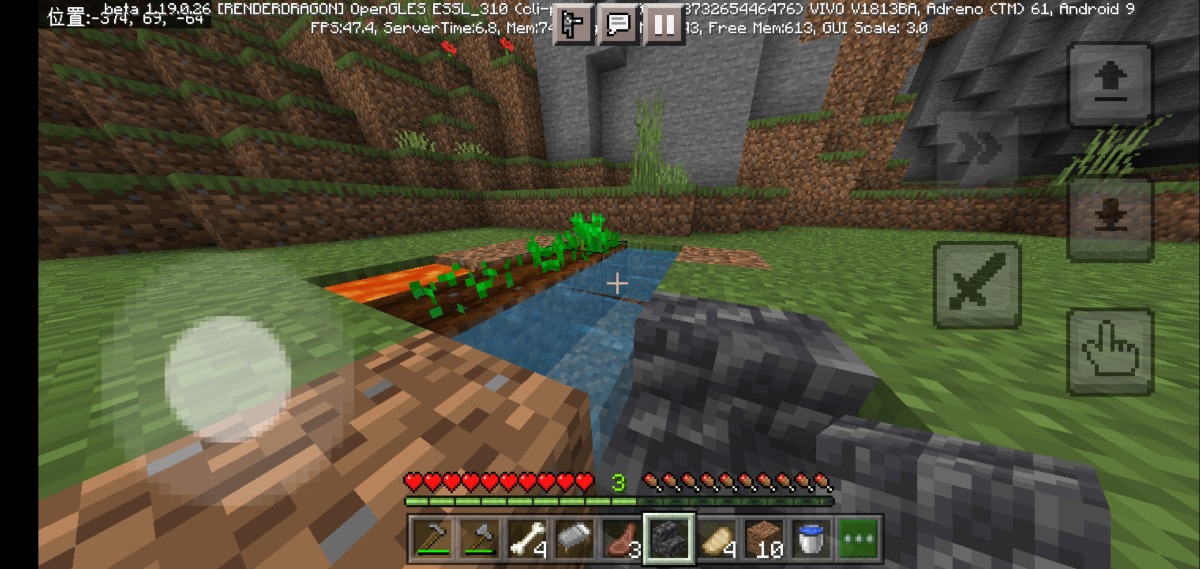 位置:-374, 69, -64
beta 1.19.0.26 [RENDERDRAGON] OpenGLES ESSL_310 WIVO V1813BA, Adreno (TM) 61, Android 9
FPS:47.4, ServerTime:6.8, Free Mem:613, GUI Scale: 3.0
3
4
3
4
10